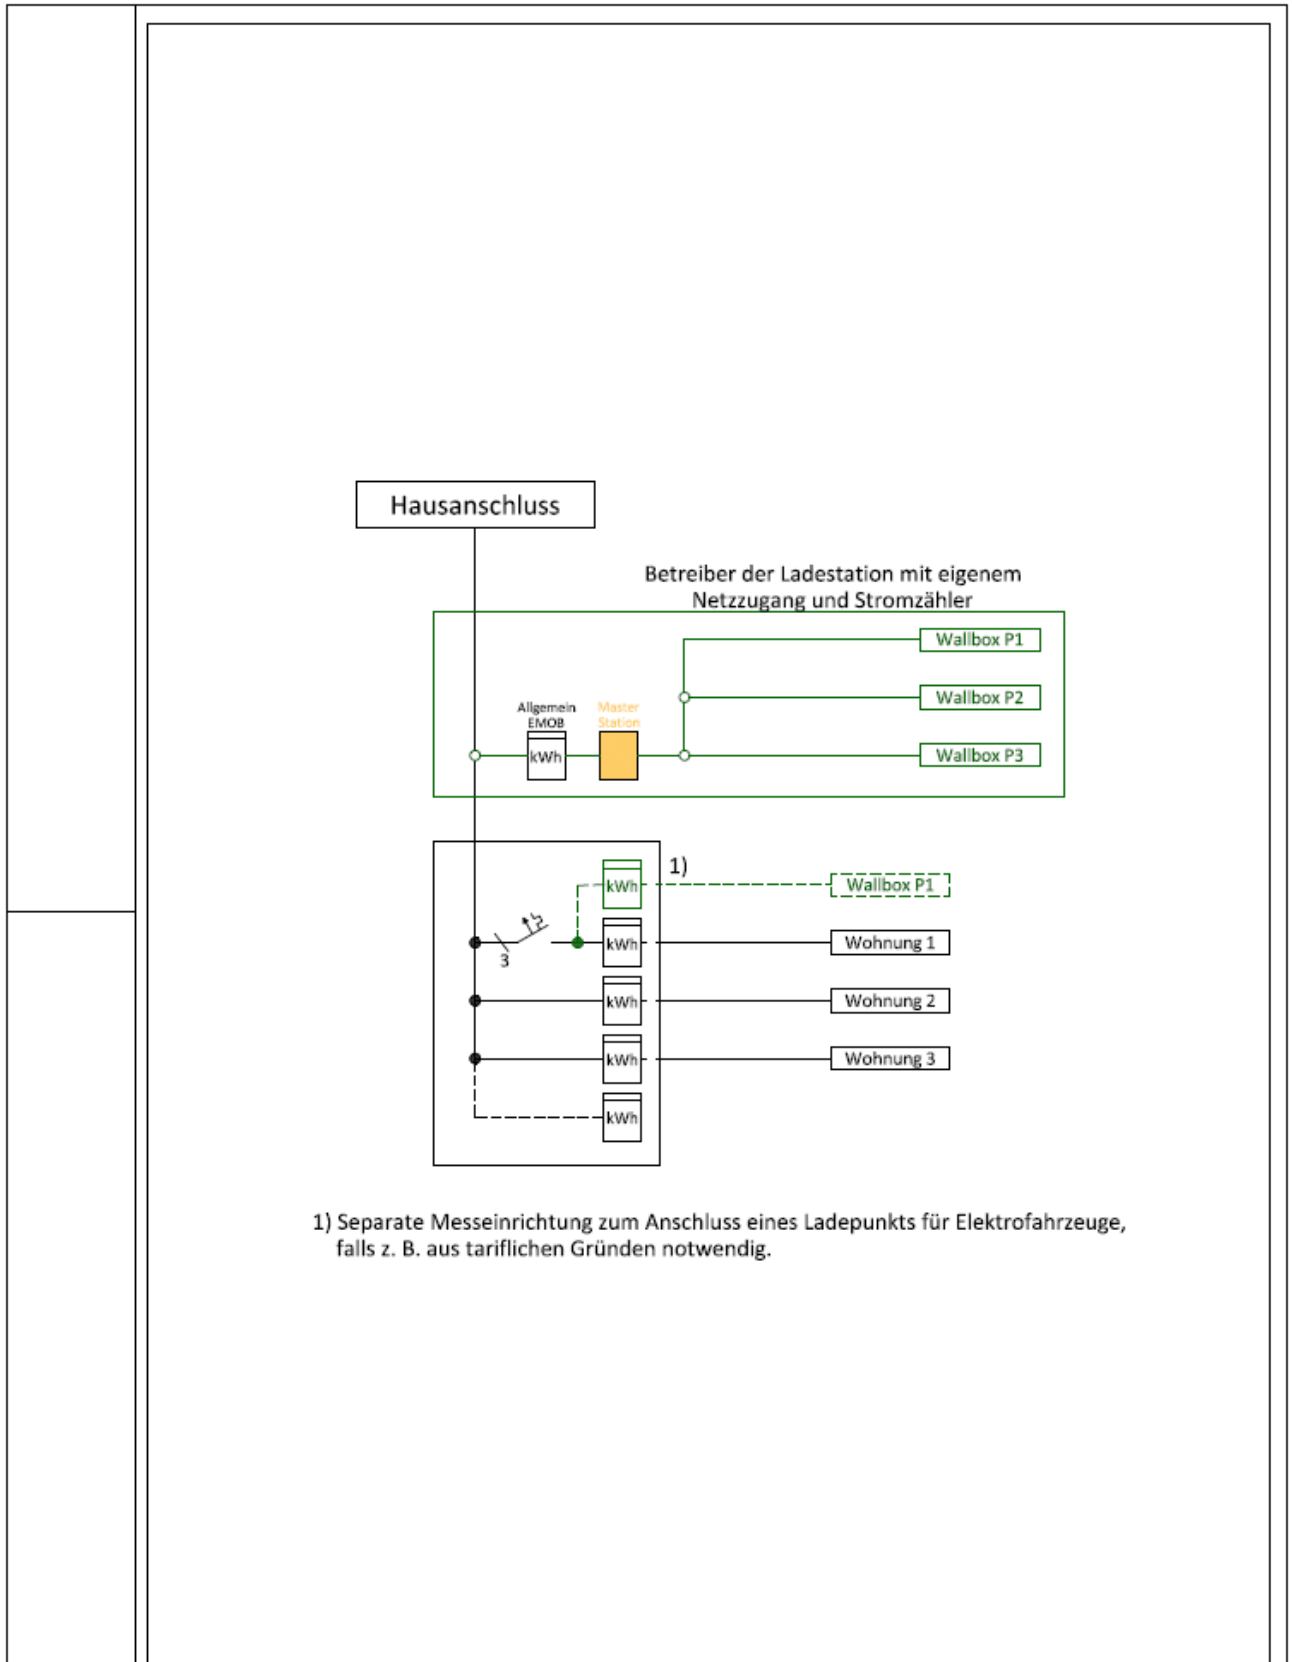 Hausanschluss
Betreiber der Ladestation mit eigenem
Netzzugang und Stromzähler
Wallbox P1
Wallbox P2
Allgemein
EMOB
Master
Station
kWh
Wallbox P3
1)
kWh
Wallbox P1
kWh
Wohnung 1
3
kWh
Wohnung 2
kWh
Wohnung 3
kWh
1) Separate Messeinrichtung zum Anschluss eines Ladepunkts für Elektrofahrzeuge,
falls z. B. aus tariflichen Gründen notwendig.